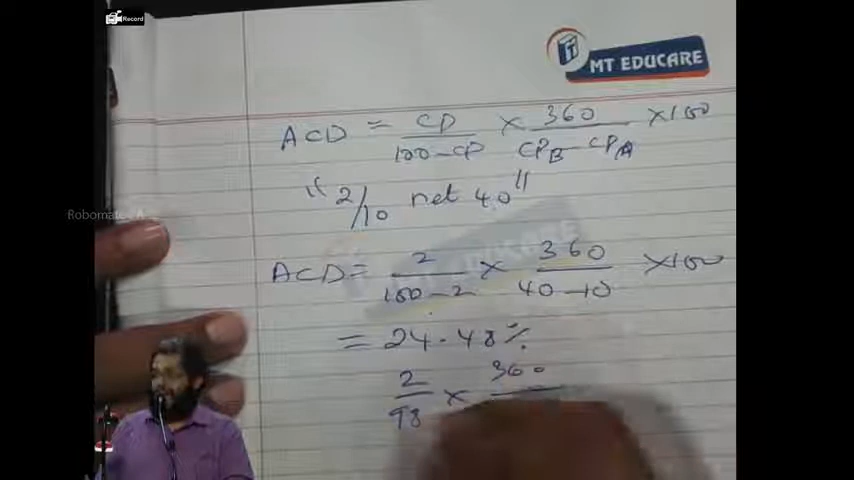 Record
MT EDUCARE
ACD = CD / 100-CD × 360 / CPB - CPA × 100
"2/10 net 40"
ACD = 2 / 100-2 × 360 / 40-10 × 100
= 24.48%
2 / 98 × 360